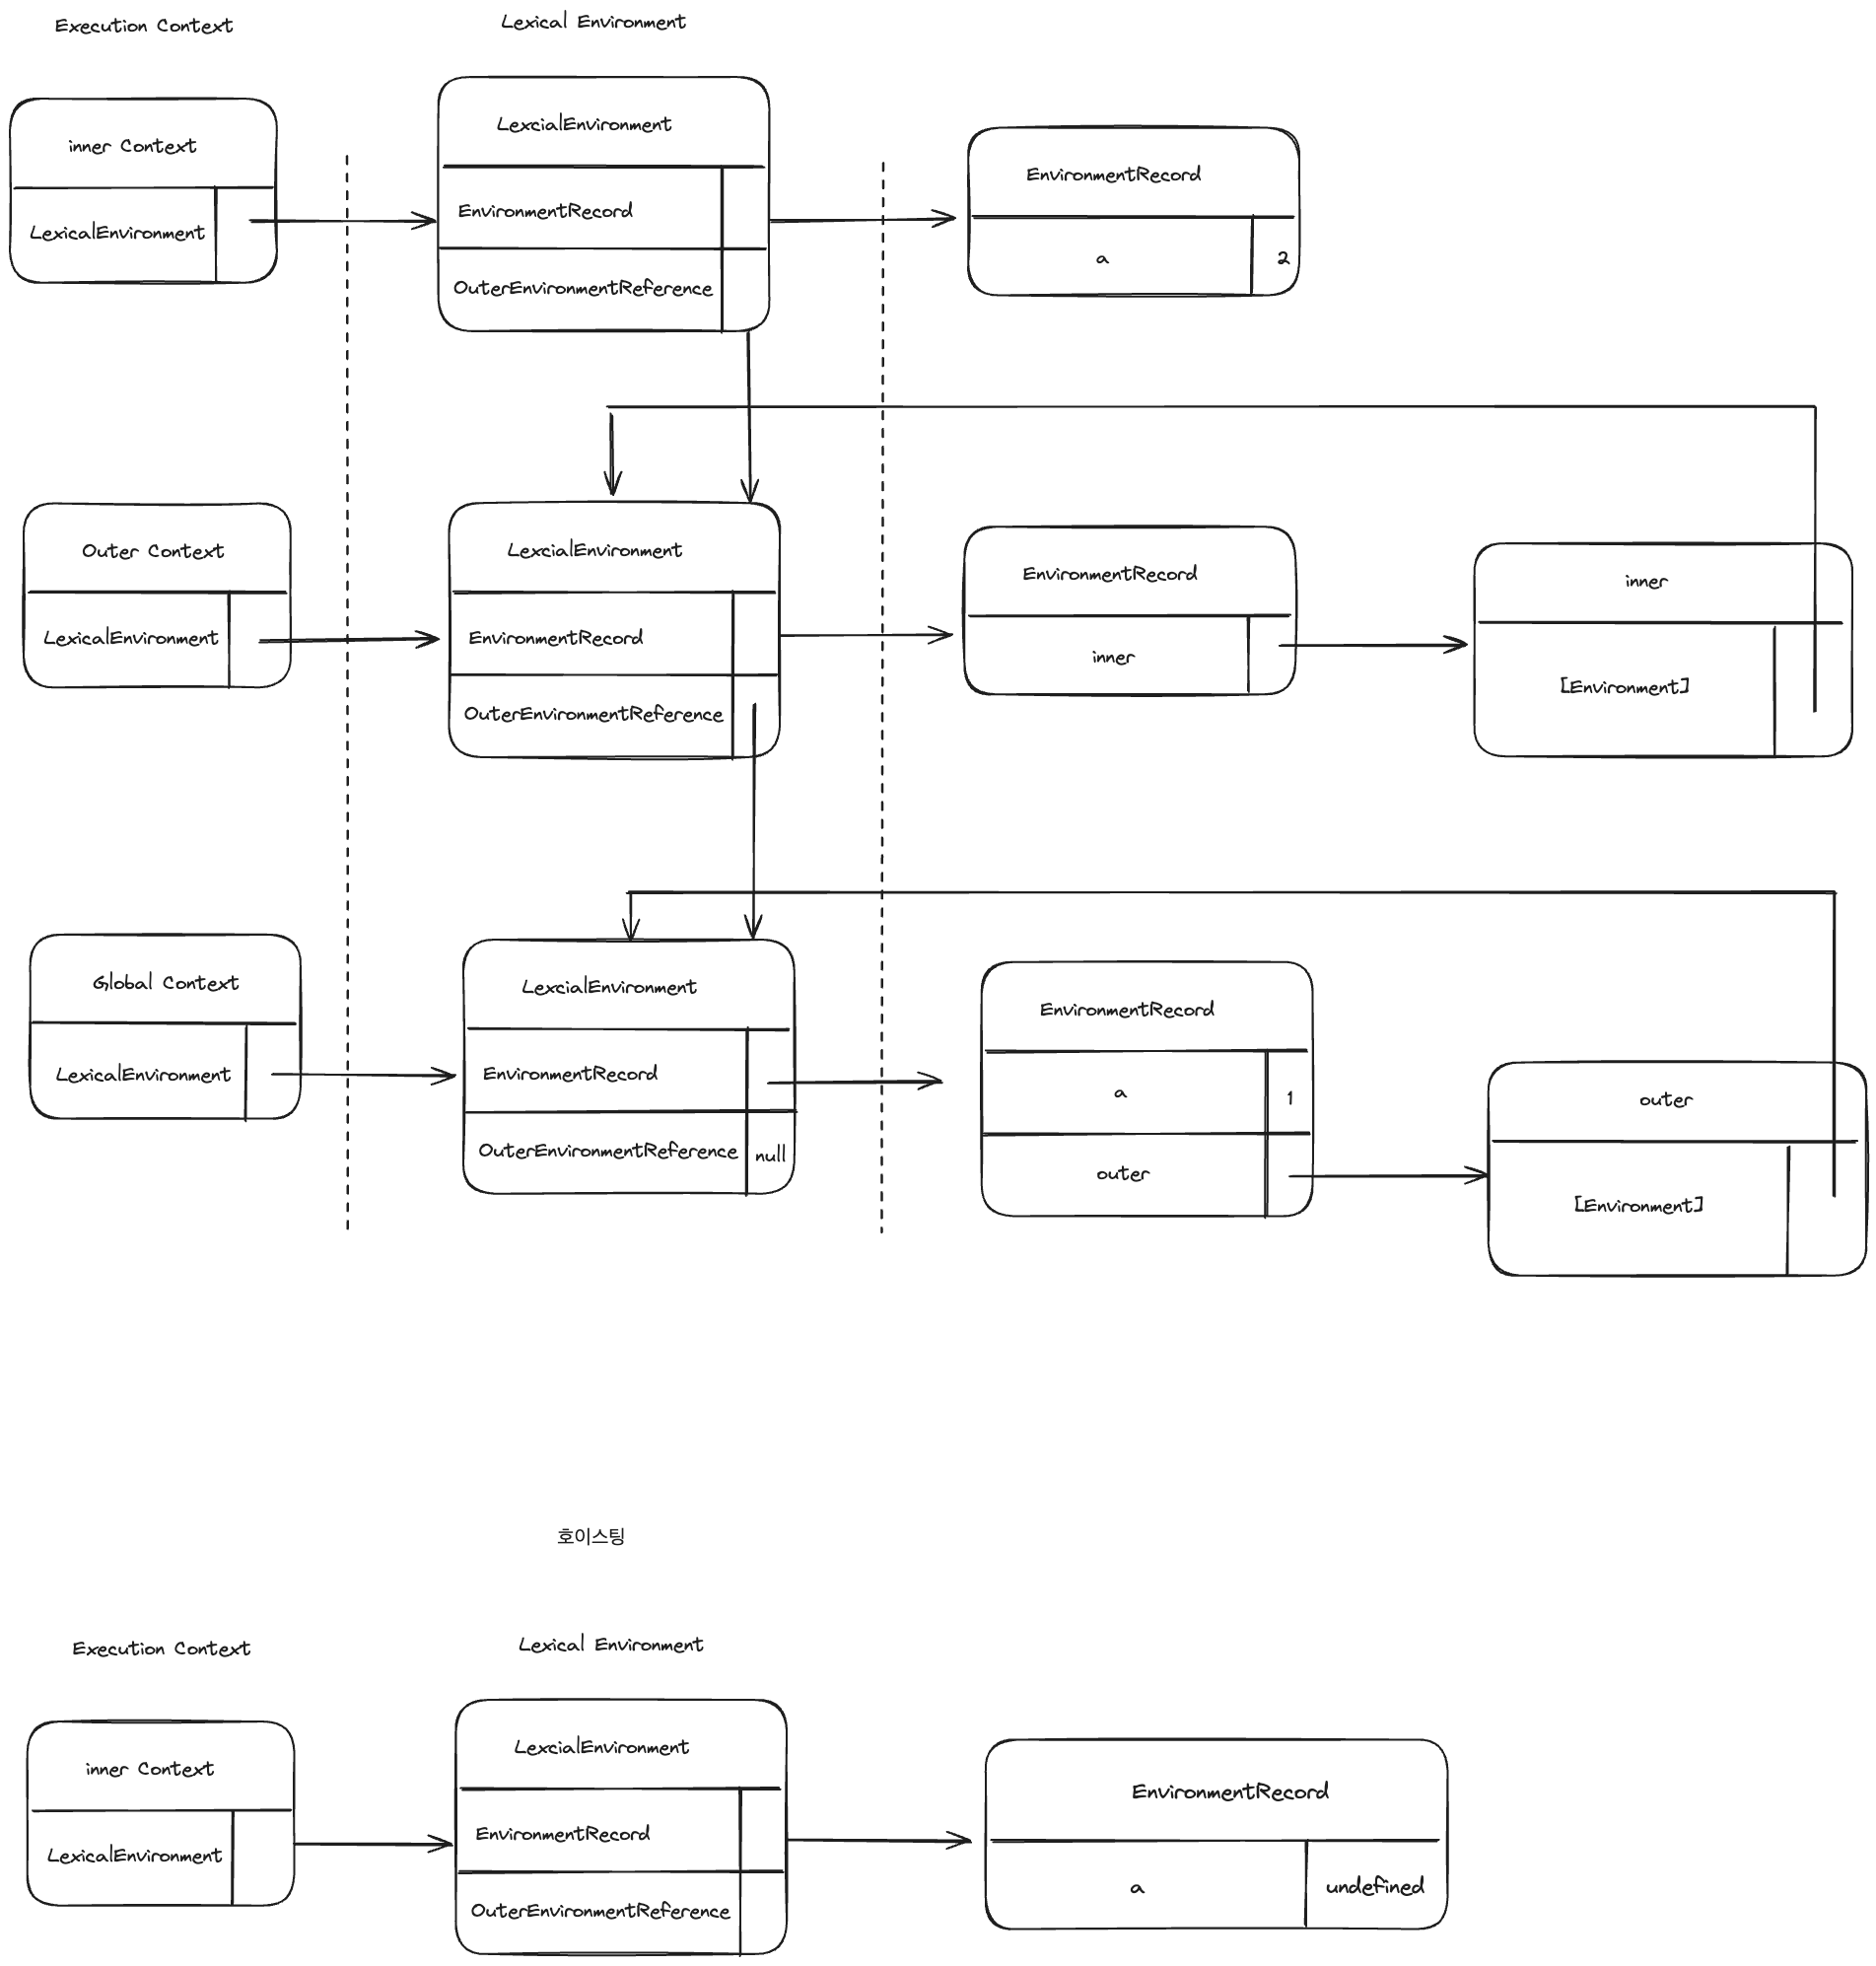 Execution Context
Lexical Environment
inner Context
LexicalEnvironment
LexcialEnvironment
EnvironmentRecord
OuterEnvironmentReference
EnvironmentRecord
a
2
Outer Context
LexicalEnvironment
LexcialEnvironment
EnvironmentRecord
OuterEnvironmentReference
EnvironmentRecord
inner
inner
[Environment]
Global Context
LexicalEnvironment
LexcialEnvironment
EnvironmentRecord
OuterEnvironmentReference
null
EnvironmentRecord
a
1
outer
outer
[Environment]
호이스팅
Execution Context
Lexical Environment
inner Context
LexicalEnvironment
LexcialEnvironment
EnvironmentRecord
OuterEnvironmentReference
EnvironmentRecord
a
undefined